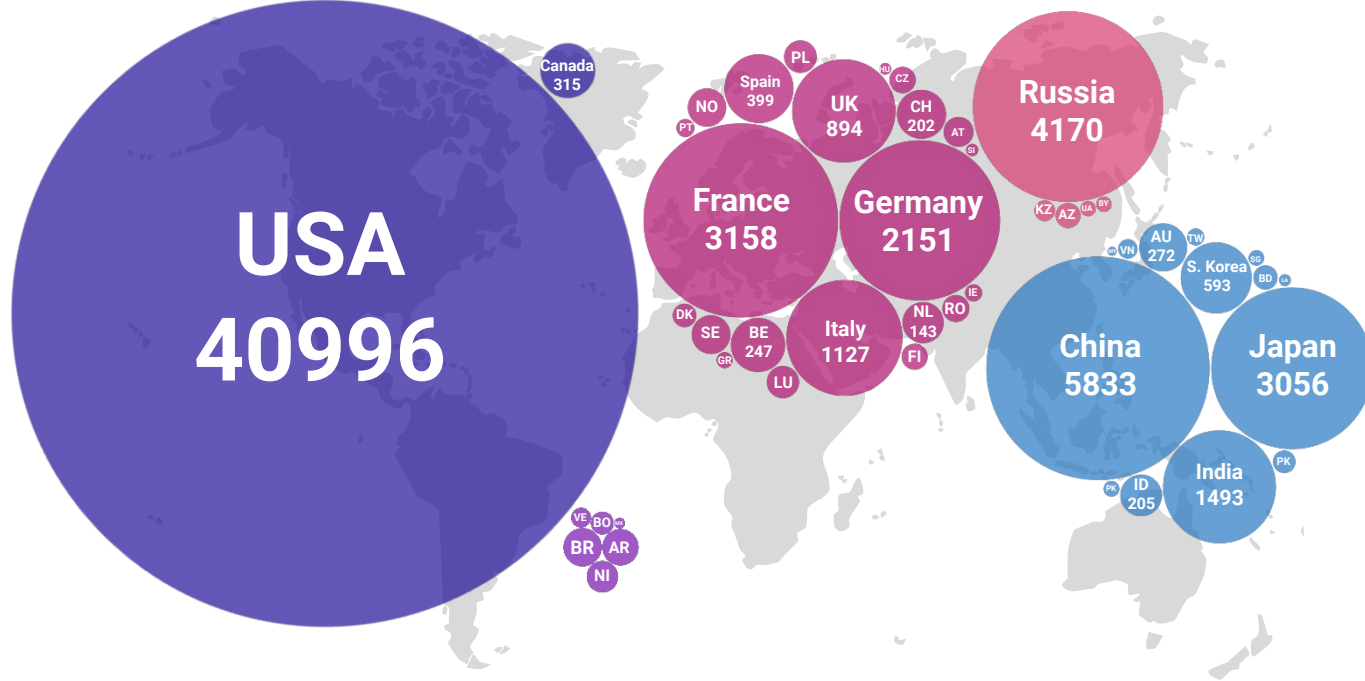 USA
40996
Canada
315
VE
BO
MX
BR
AR
NI
PL
Spain
399
NO
PT
UK
894
HU
CZ
CH
202
AT
SI
France
3158
Germany
2151
DK
SE
GR
BE
247
LU
Italy
1127
NL
143
FI
RO
IE
Russia
4170
KZ
AZ
UA
BY
VN
AU
272
TW
S. Korea
593
SG
BD
China
5833
Japan
3056
PK
ID
205
India
1493
PK